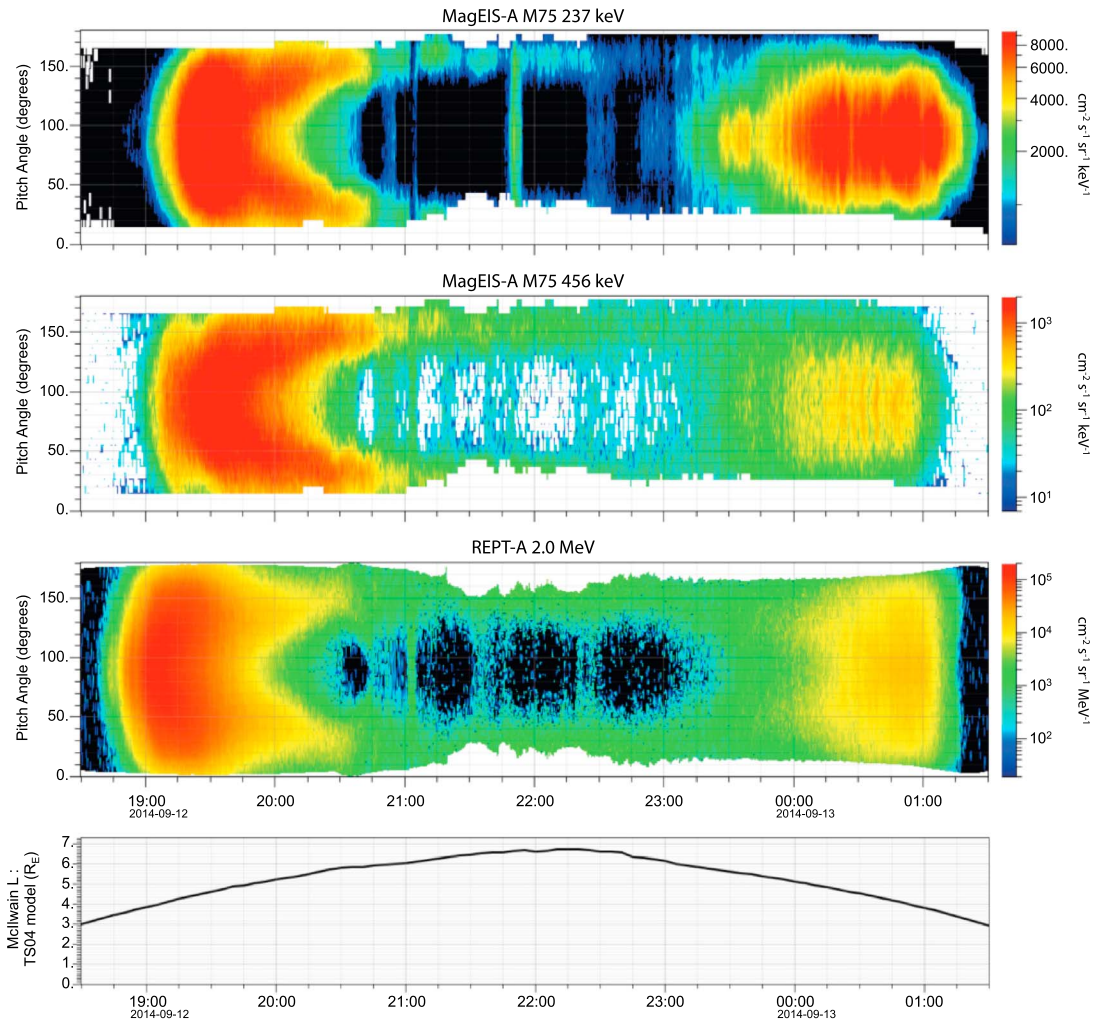 MagEIS-A M75 237 keV
Pitch Angle (degrees)
150.
100.
50.
0.
8000.
6000.
4000.
2000.
cm⁻² s⁻¹ sr⁻¹ keV⁻¹
MagEIS-A M75 456 keV
Pitch Angle (degrees)
150.
100.
50.
0.
10³
10²
10¹
cm⁻² s⁻¹ sr⁻¹ keV⁻¹
REPT-A 2.0 MeV
Pitch Angle (degrees)
150.
100.
50.
0.
10⁵
10⁴
10³
10²
cm⁻² s⁻¹ sr⁻¹ MeV⁻¹
19:00 20:00 21:00 22:00 23:00 00:00 01:00
2014-09-12 2014-09-13
McIlwain L :
TS04 model (R_E)
7.
6.
5.
4.
3.
2.
1.
0.
19:00 20:00 21:00 22:00 23:00 00:00 01:00
2014-09-12 2014-09-13